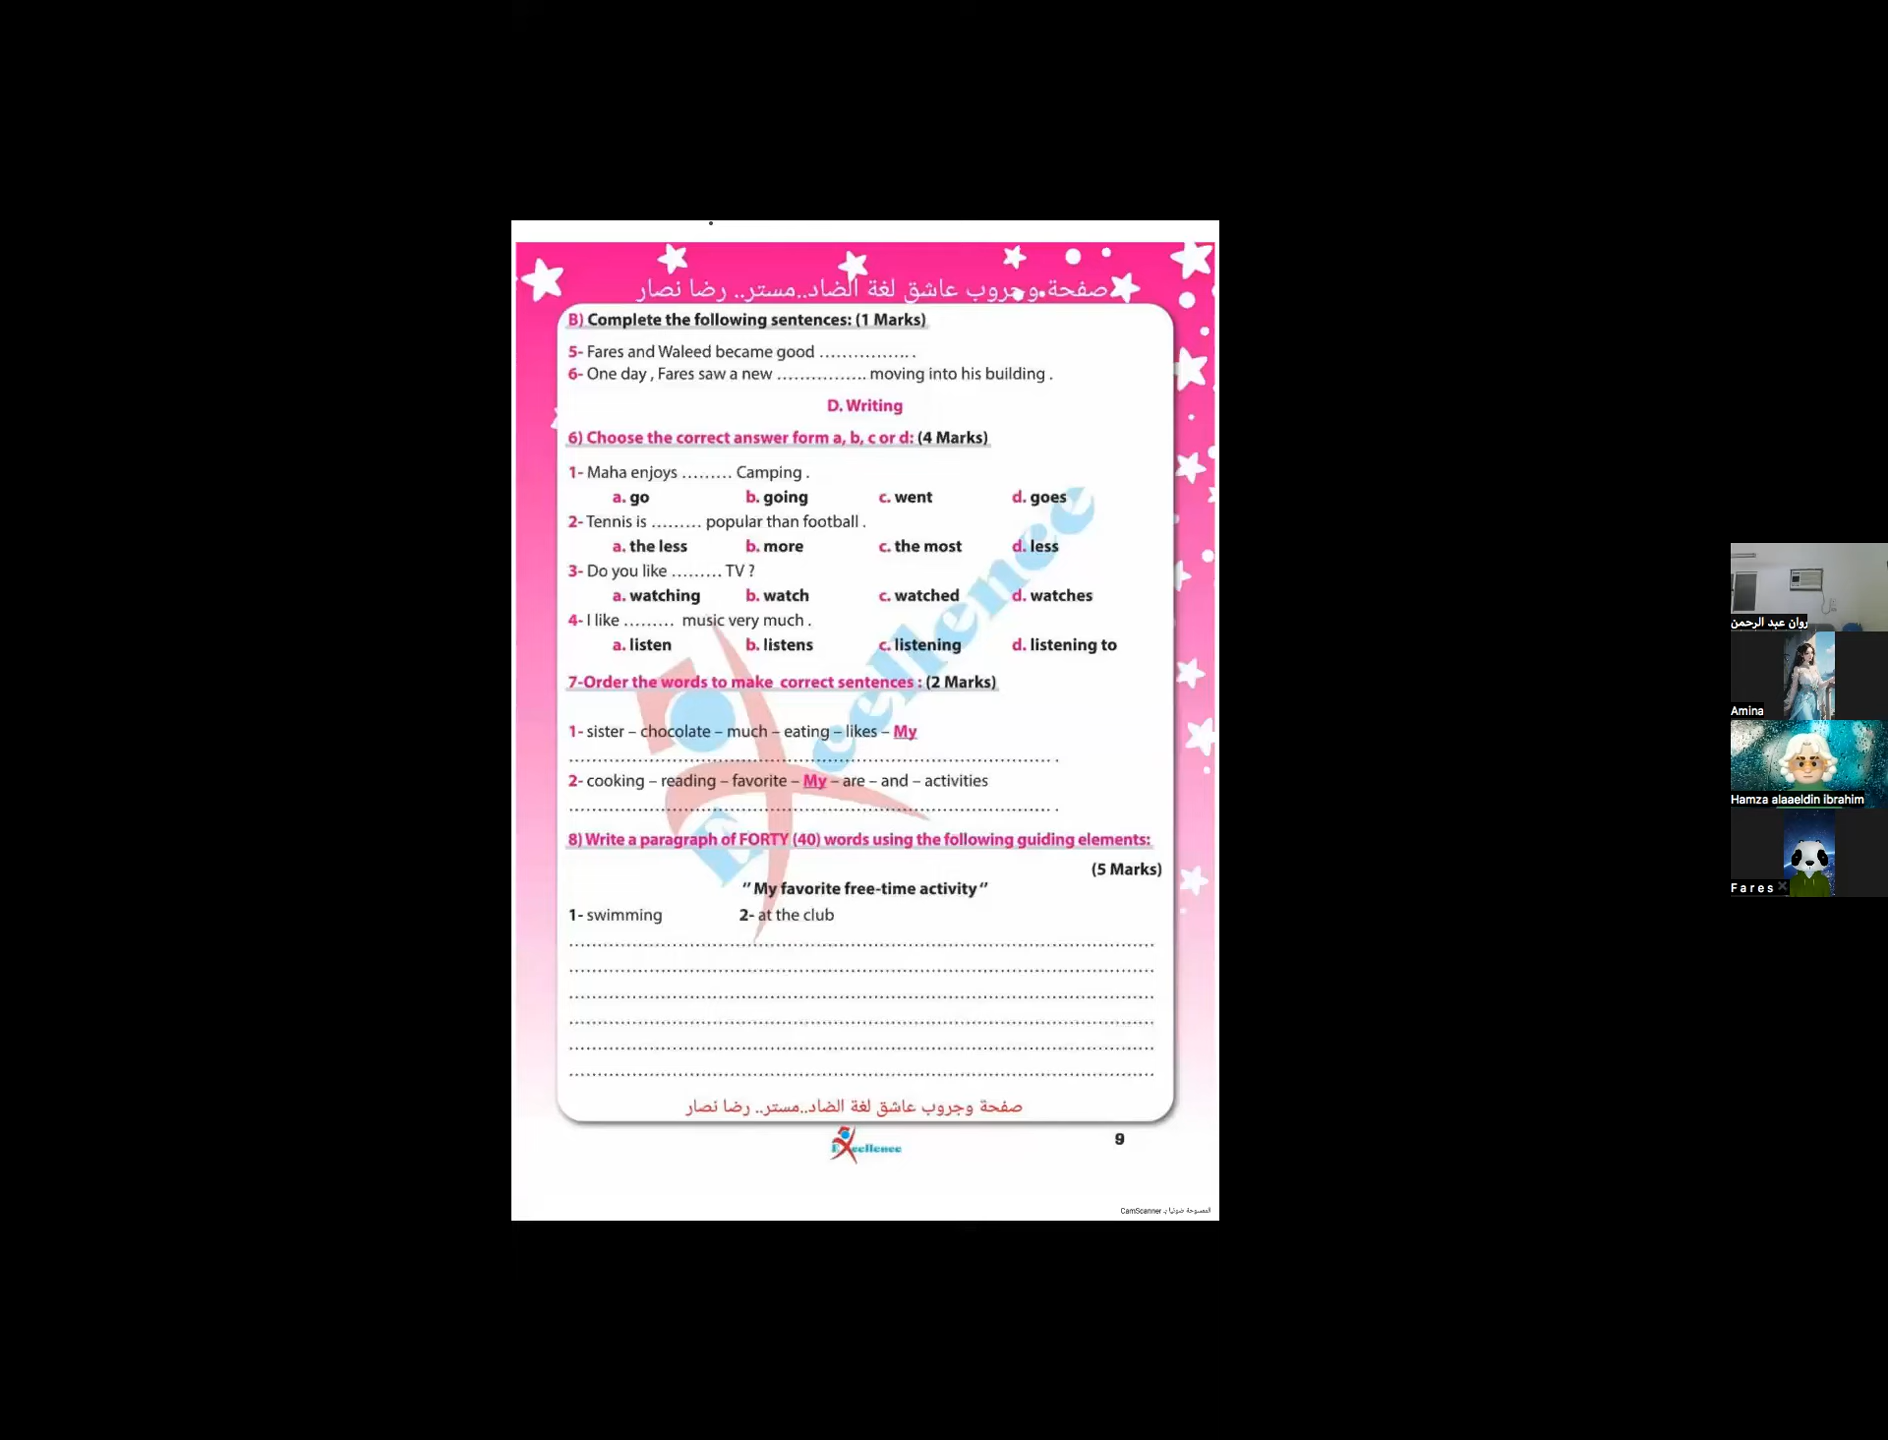 صفحة وجروب عاشق لغة الضاد..مستر.. رضا نصار
B) Complete the following sentences: (1 Marks)
5- Fares and Waleed became good ................ .
6- One day , Fares saw a new ................ moving into his building .
D. Writing
6) Choose the correct answer form a, b, c or d: (4 Marks)
1- Maha enjoys ......... Camping .
a. go b. going c. went d. goes
2- Tennis is ......... popular than football .
a. the less b. more c. the most d. less
3- Do you like ......... TV ?
a. watching b. watch c. watched d. watches
4- I like ......... music very much .
a. listen b. listens c. listening d. listening to
7-Order the words to make correct sentences : (2 Marks)
1- sister – chocolate – much – eating – likes – My
2- cooking – reading – favorite – My – are – and – activities
8) Write a paragraph of FORTY (40) words using the following guiding elements:
(5 Marks)
"My favorite free-time activity"
1- swimming 2- at the club
صفحة وجروب عاشق لغة الضاد..مستر.. رضا نصار
Excellence
9
الممسوحة ضوئيا بـ CamScanner
Excellence
روان عبد الرحمن
Amina
Hamza alaaeldin ibrahim
F a r e s